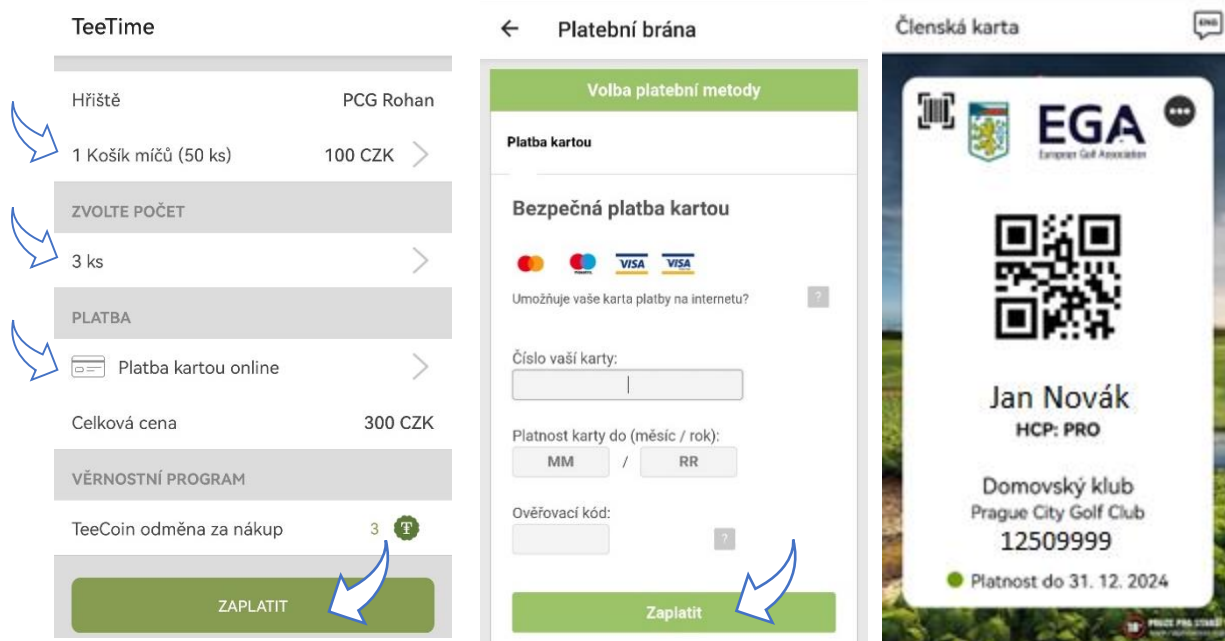 TeeTime
Hřiště PCG Rohan
1 Košík míčů (50 ks) 100 CZK
ZVOLTE POČET
3 ks
PLATBA
Platba kartou online
Celková cena 300 CZK
VĚRNOSTNÍ PROGRAM
TeeCoin odměna za nákup 3
ZAPLATIT
Platební brána
Volba platební metody
Platba kartou
Bezpečná platba kartou
VISA VISA
Umožňuje vaše karta platby na internetu? ?
Číslo vaší karty:
Platnost karty do (měsíc / rok):
MM / RR
Ověřovací kód:
?
Zaplatit
Členská karta
ENG
EGA
European Golf Association
Jan Novák
HCP: PRO
Domovský klub
Prague City Golf Club
12509999
Platnost do 31. 12. 2024
18+